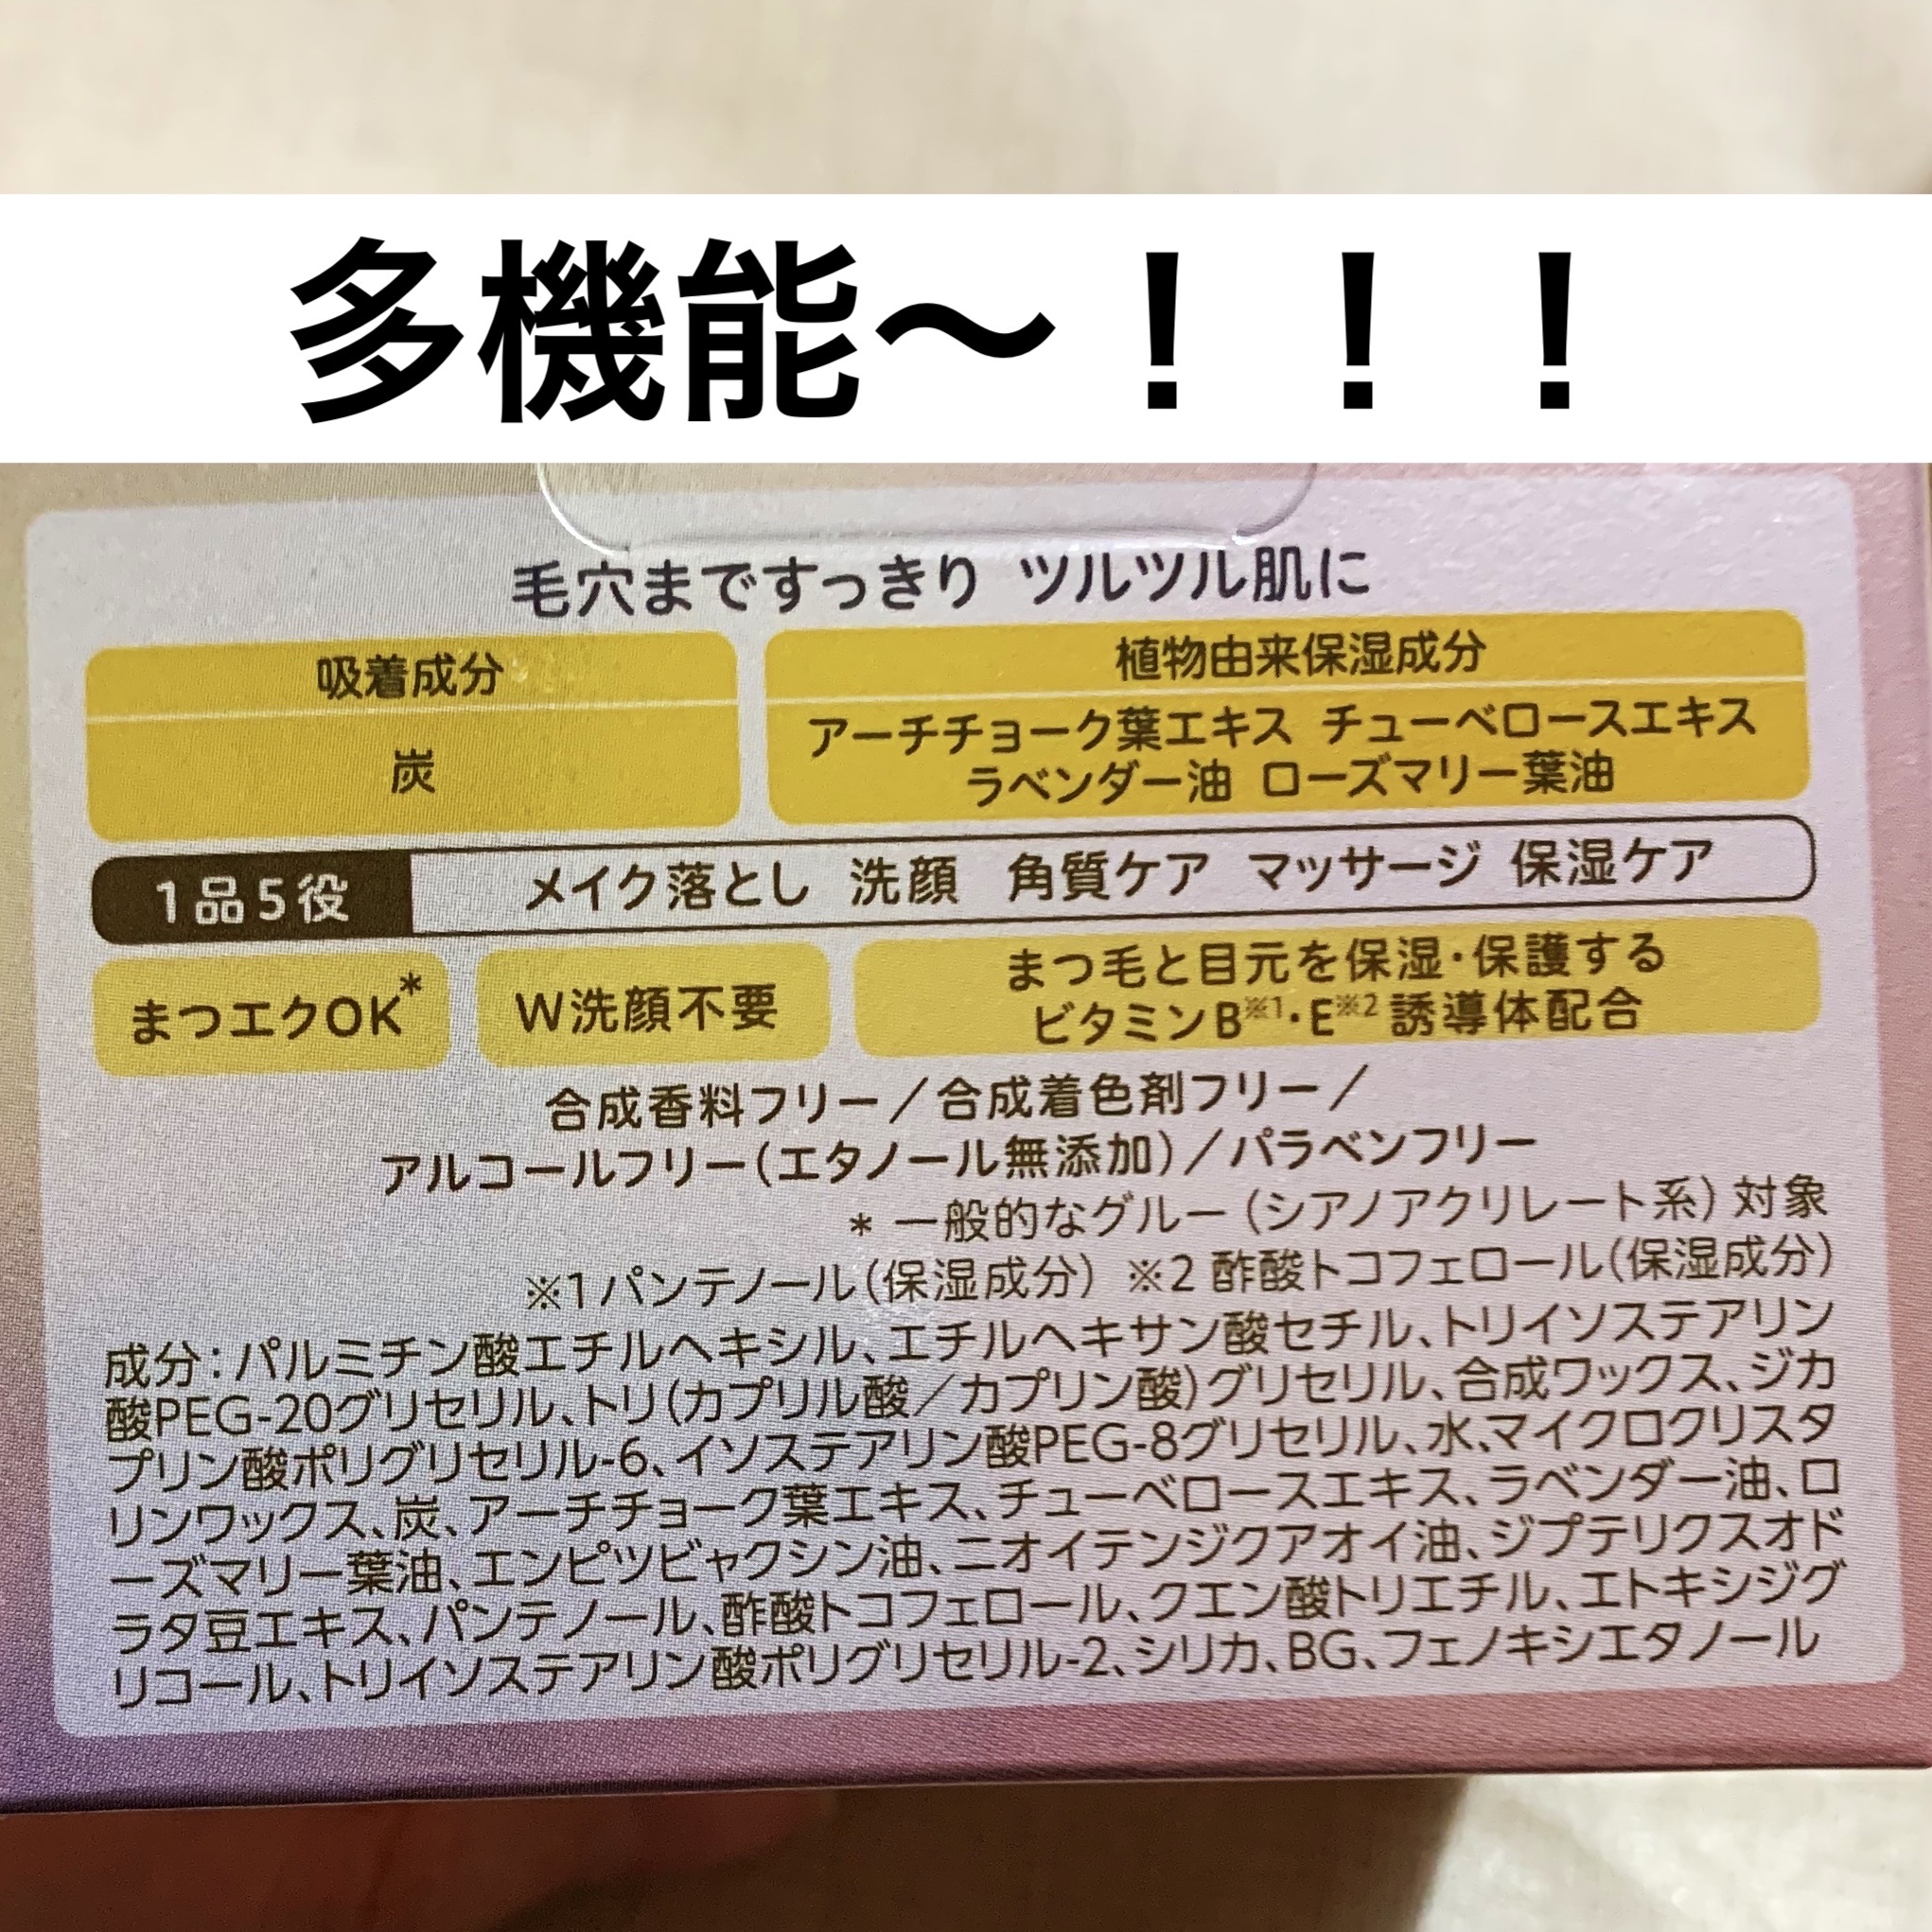 多機能〜！！！
毛穴まですっきり ツルツル肌に
吸着成分
炭
植物由来保湿成分
アーチチョーク葉エキス チューベロースエキス
ラベンダー油 ローズマリー葉油
1品5役 メイク落とし 洗顔 角質ケア マッサージ 保湿ケア
まつエクOK*
W洗顔不要
まつ毛と目元を保湿・保護する
ビタミンB※1・E※2誘導体配合
合成香料フリー／合成着色剤フリー／
アルコールフリー（エタノール無添加）／パラベンフリー
* 一般的なグルー（シアノアクリレート系）対象
※1パンテノール（保湿成分）※2 酢酸トコフェロール（保湿成分）
成分：パルミチン酸エチルヘキシル、エチルヘキサン酸セチル、トリイソステアリン
酸PEG-20グリセリル、トリ（カプリル酸／カプリン酸）グリセリル、合成ワックス、ジカ
プリン酸ポリグリセリル-6、イソステアリン酸PEG-8グリセリル、水、マイクロクリスタ
リンワックス、炭、アーチチョーク葉エキス、チューベロースエキス、ラベンダー油、ロ
ーズマリー葉油、エンピツビャクシン油、ニオイテンジクアオイ油、ジプテリクスオド
ラタ豆エキス、パンテノール、酢酸トコフェロール、クエン酸トリエチル、エトキシジグ
リコール、トリイソステアリン酸ポリグリセリル-2、シリカ、BG、フェノキシエタノール